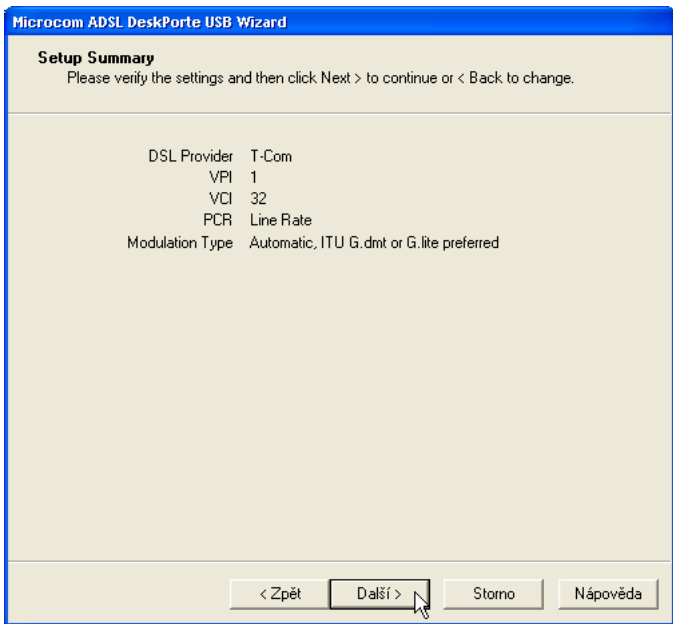 Microcom ADSL DeskPorte USB Wizard
Setup Summary
Please verify the settings and then click Next > to continue or < Back to change.
DSL Provider T-Com
VPI 1
VCI 32
PCR Line Rate
Modulation Type Automatic, ITU G.dmt or G.lite preferred
< Zpět Další > Storno Nápověda